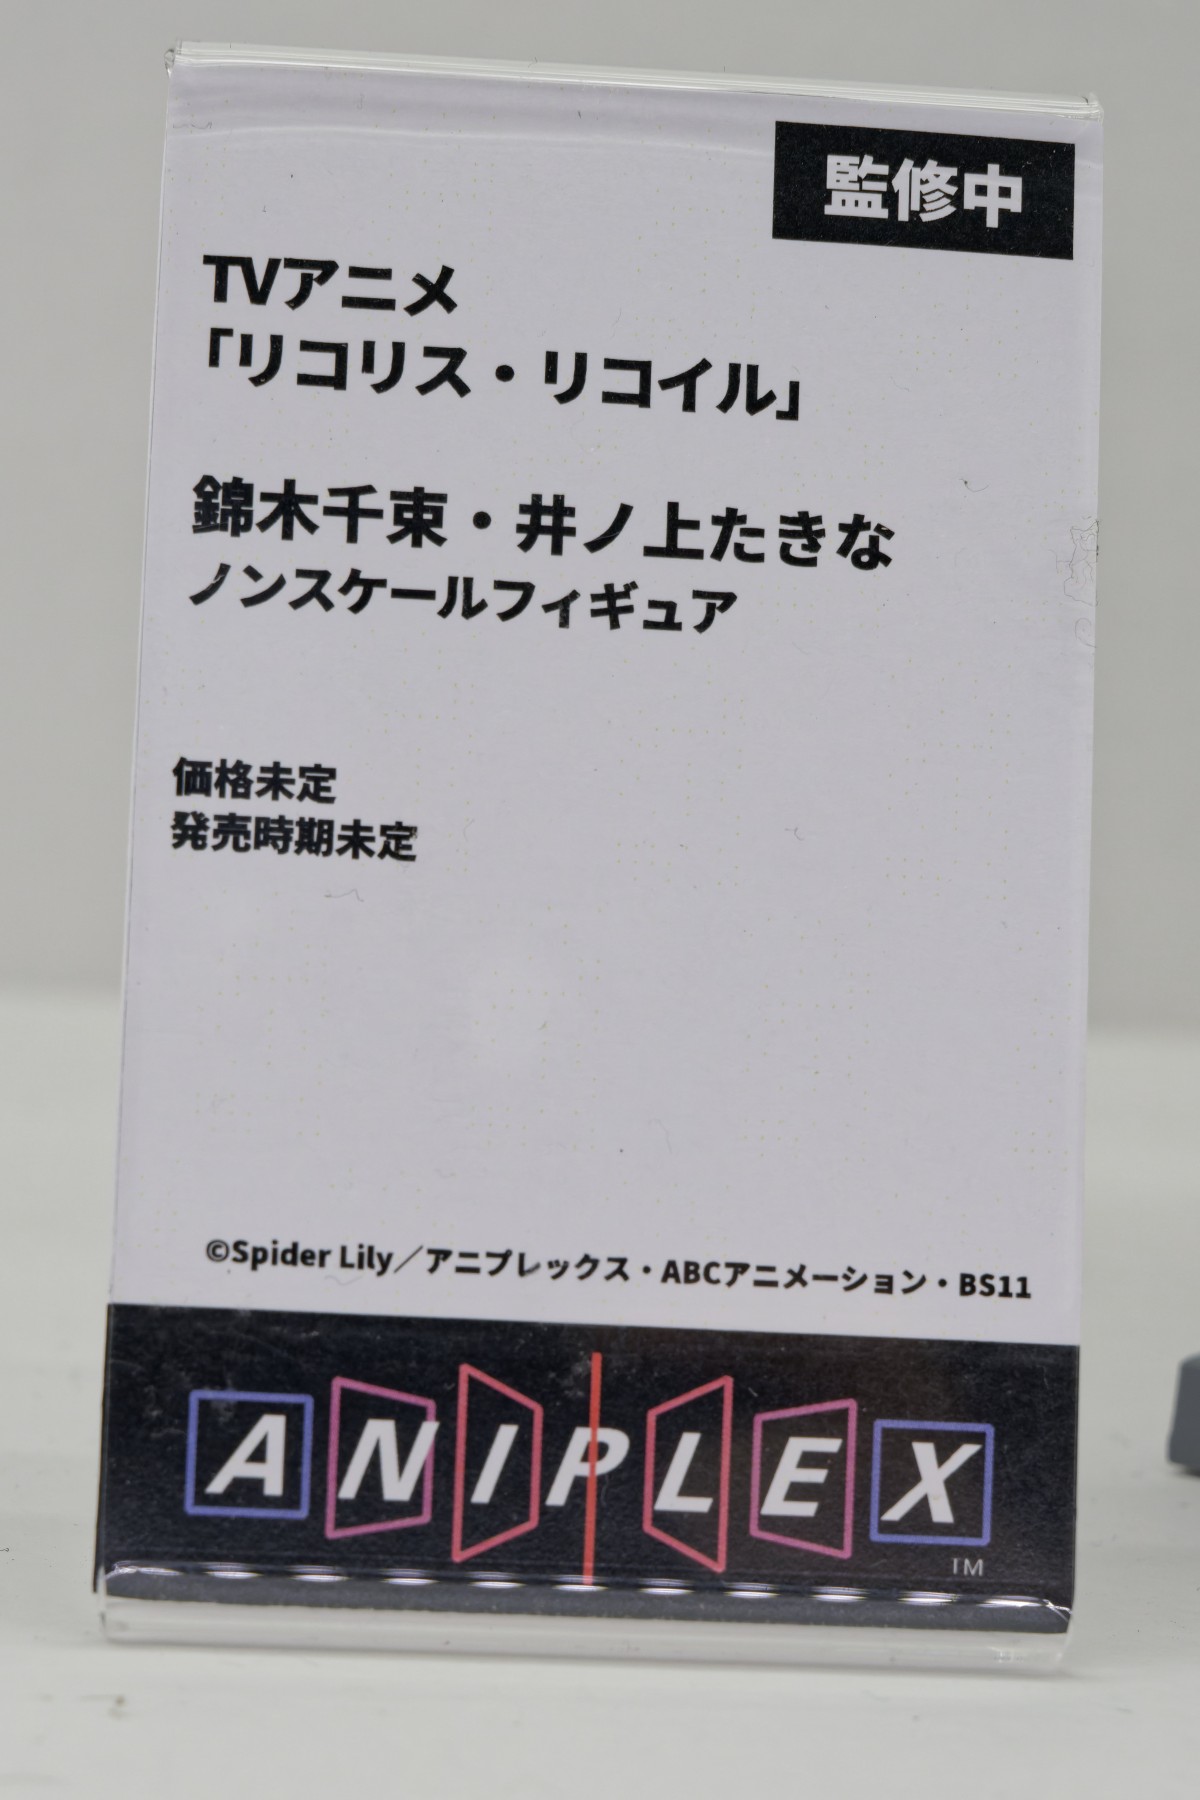 監修中
TVアニメ
「リコリス・リコイル」
錦木千束・井ノ上たきな
ノンスケールフィギュア
価格未定
発売時期未定
©Spider Lily／アニプレックス・ABCアニメーション・BS11
ANIPLEX
TM